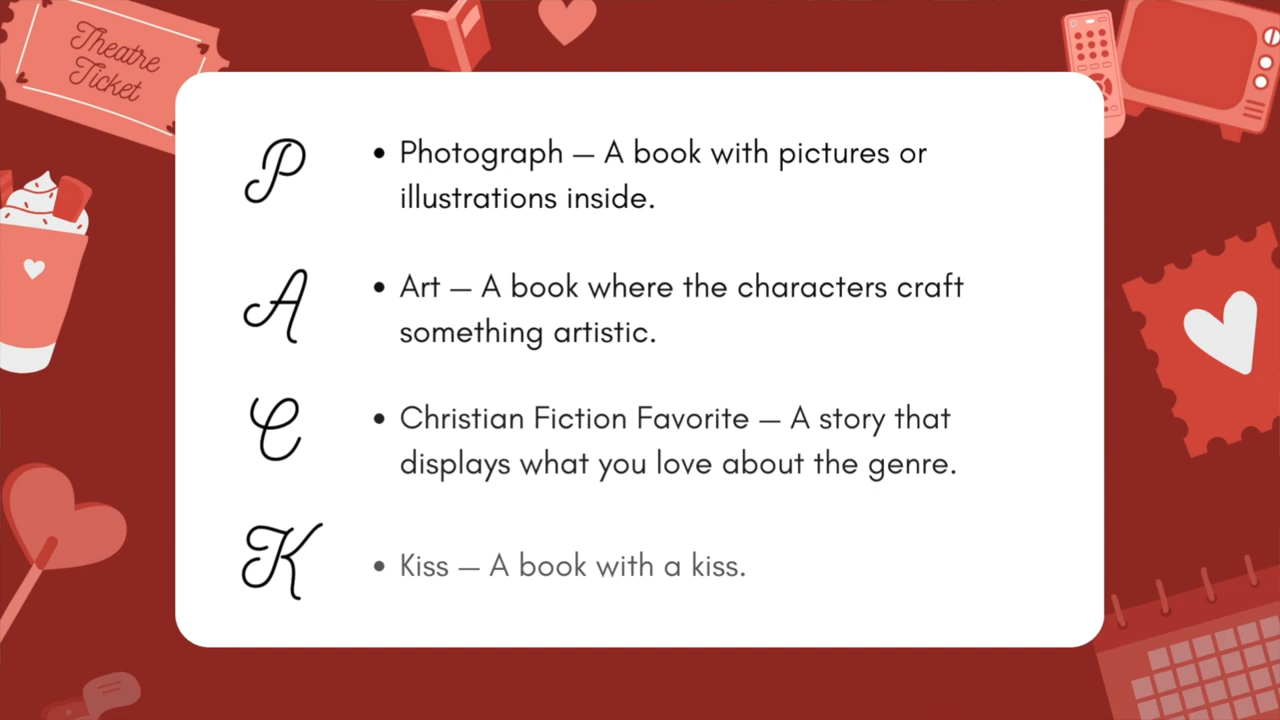 Theatre
Ticket
P
• Photograph — A book with pictures or
illustrations inside.
A
• Art — A book where the characters craft
something artistic.
C
• Christian Fiction Favorite — A story that
displays what you love about the genre.
K
• Kiss — A book with a kiss.